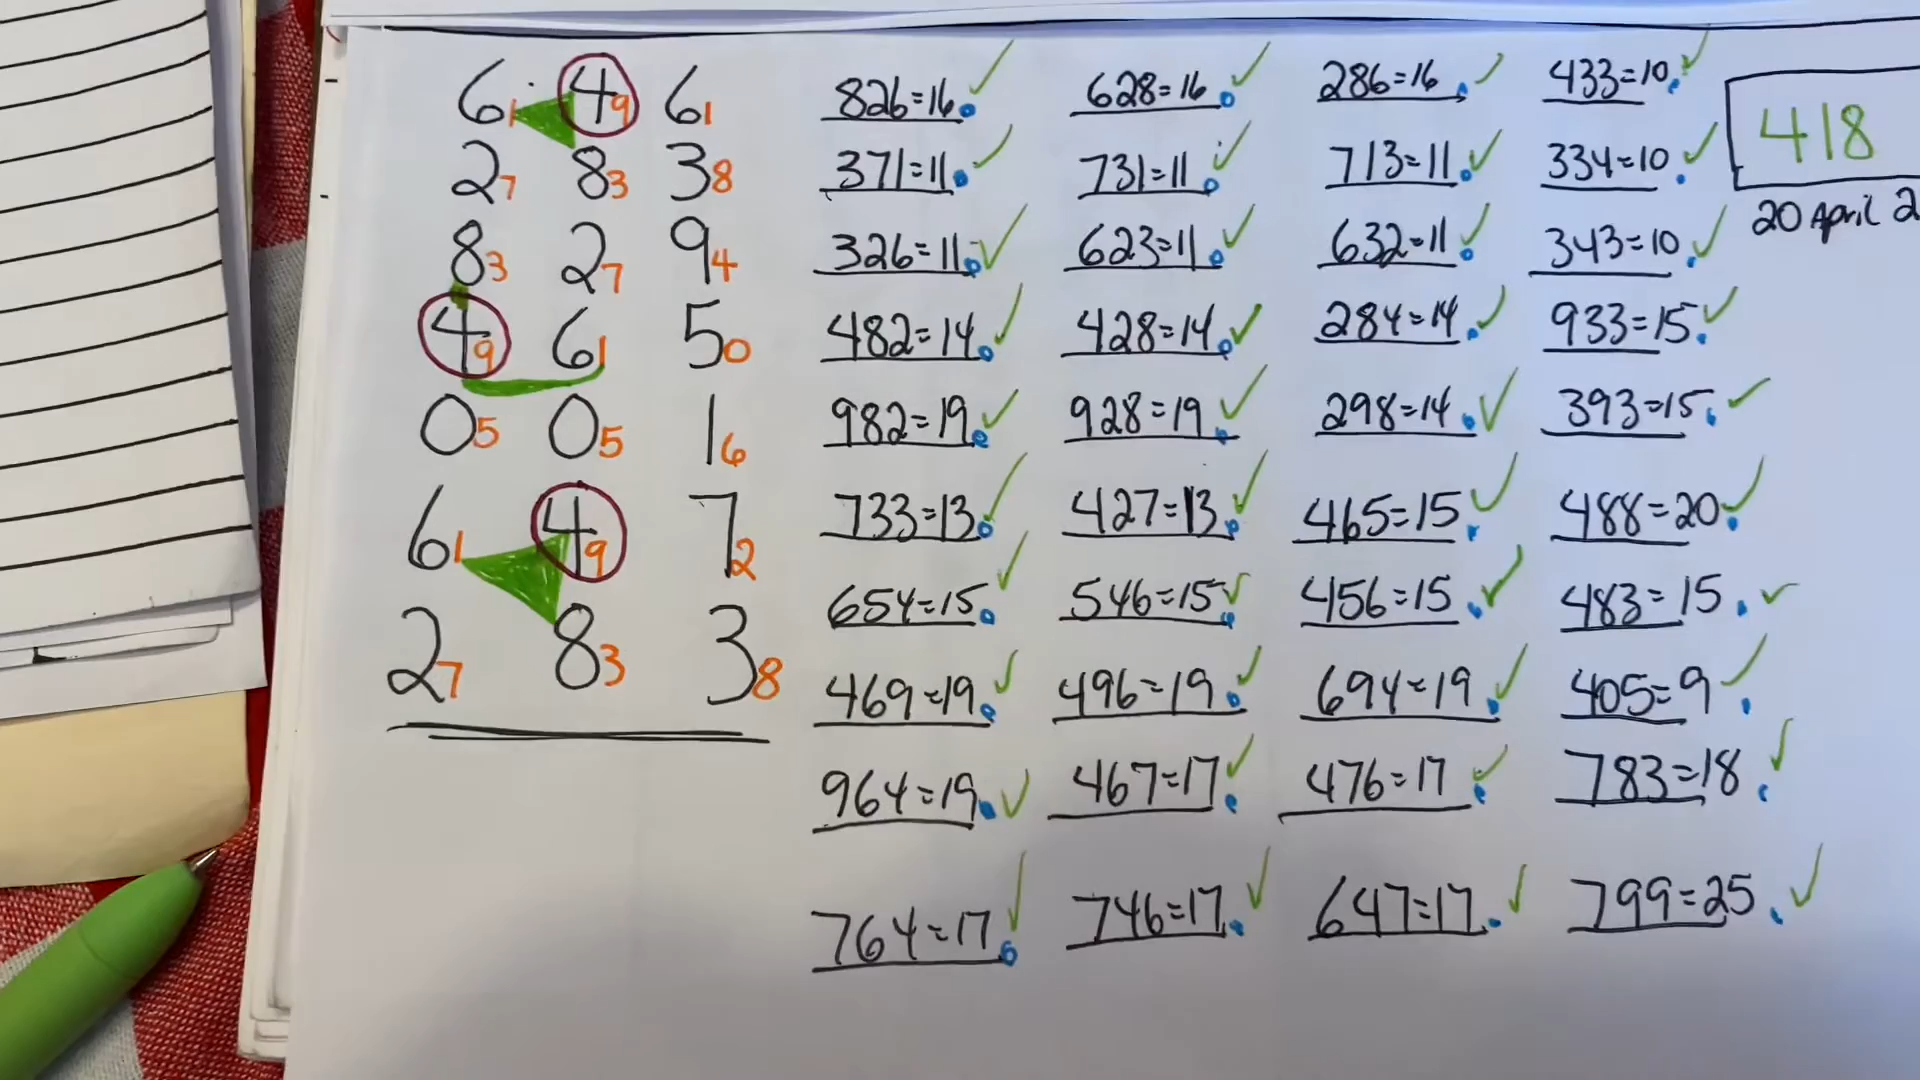 6 1 4 9 6 1
2 7 8 3 3 8
8 3 2 7 9 4
4 9 6 1 5 0
0 5 0 5 1 6
6 1 4 9 7 2
2 7 8 3 3 8
826=16. 628=16. 286=16. 433=10.
371=11. 731=11. 713=11. 334=10.
326=11. 623=11. 632=11. 343=10.
482=14. 428=14. 284=14. 933=15.
982=19. 928=19. 298=14. 393=15.
733=13. 427=13. 465=15. 488=20.
654=15. 546=15. 456=15. 483=15.
469=19. 496=19. 694=19. 405=9.
964=19. 467=17. 476=17. 783=18.
764=17. 746=17. 647=17. 799=25.
418
20 April 2